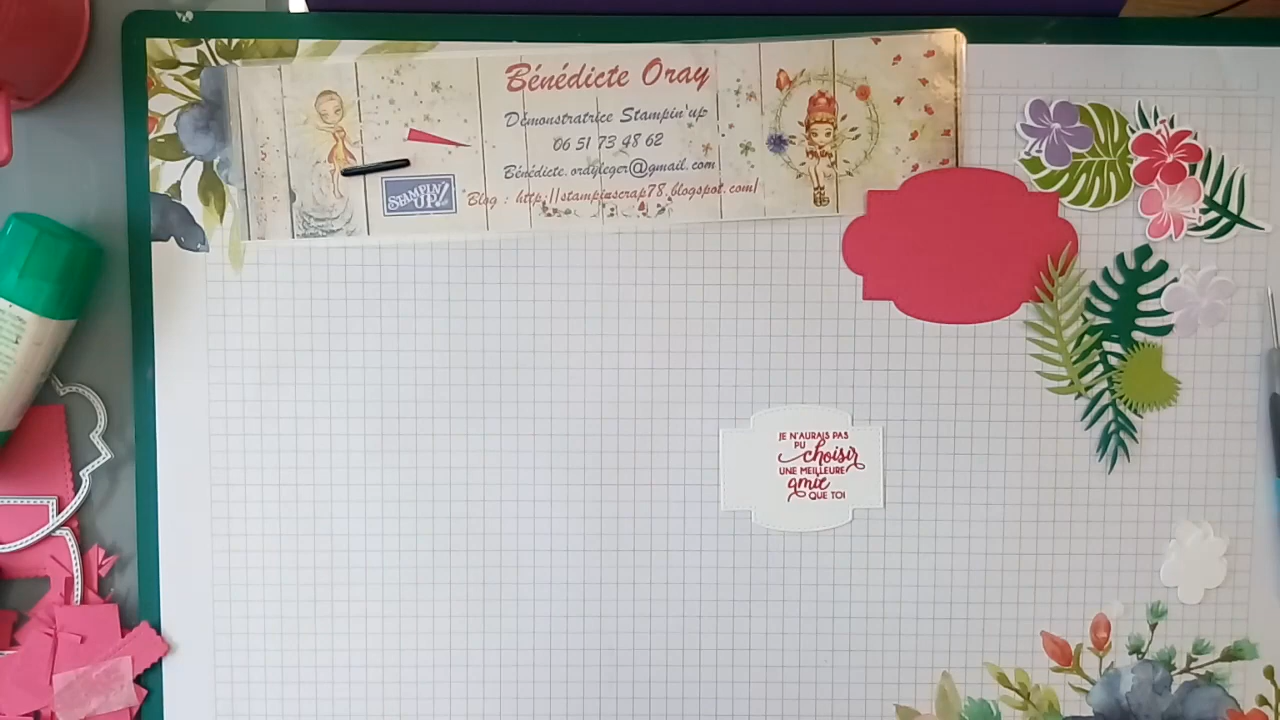 Bénédicte Oray
Démonstratrice Stampin'up
06 51 73 48 62
Bénédicte.orayleger@gmail.com
STAMPIN' UP!
Blog : http://stampinscrap78.blogspot.com/
JE N'AURAIS PAS
PU choisir
UNE MEILLEURE
amie
QUE TOI